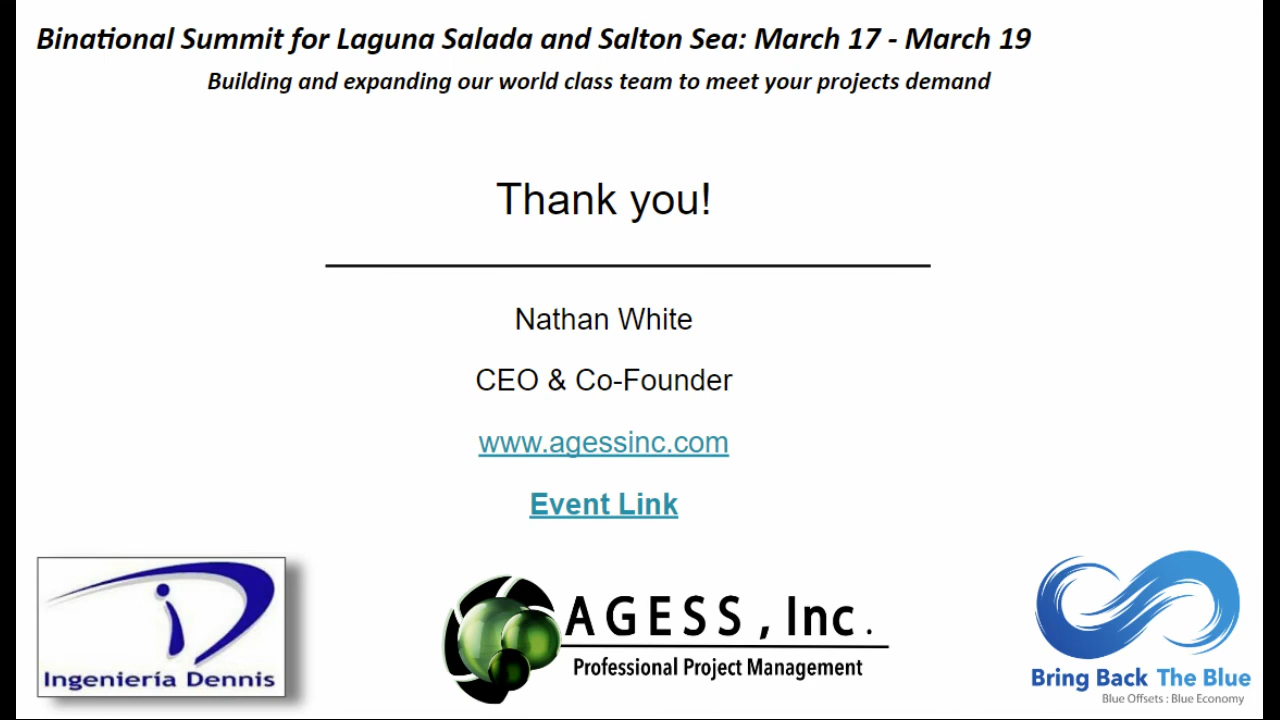 Binational Summit for Laguna Salada and Salton Sea: March 17 - March 19
Building and expanding our world class team to meet your projects demand
Thank you!
Nathan White
CEO & Co-Founder
www.agessinc.com
Event Link
Ingeniería Dennis
AGESS, Inc.
Professional Project Management
Bring Back The Blue
Blue Offsets : Blue Economy